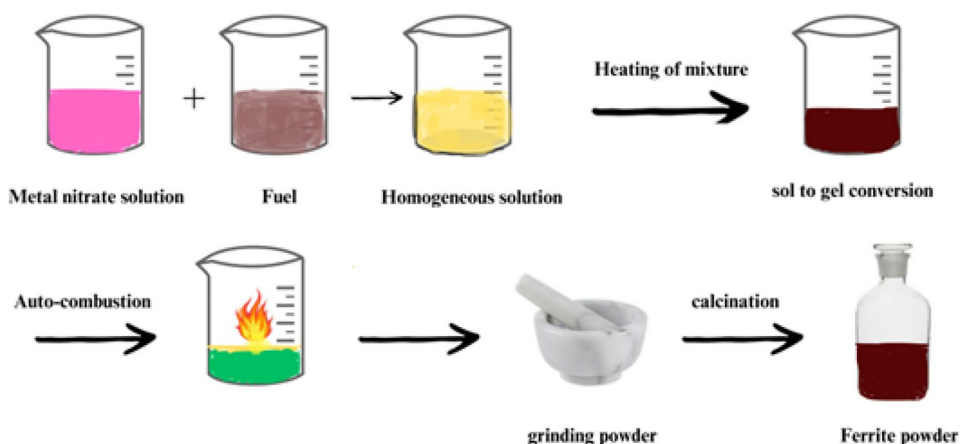 +
Heating of mixture
Metal nitrate solution
Fuel
Homogeneous solution
sol to gel conversion
Auto-combustion
calcination
grinding powder
Ferrite powder